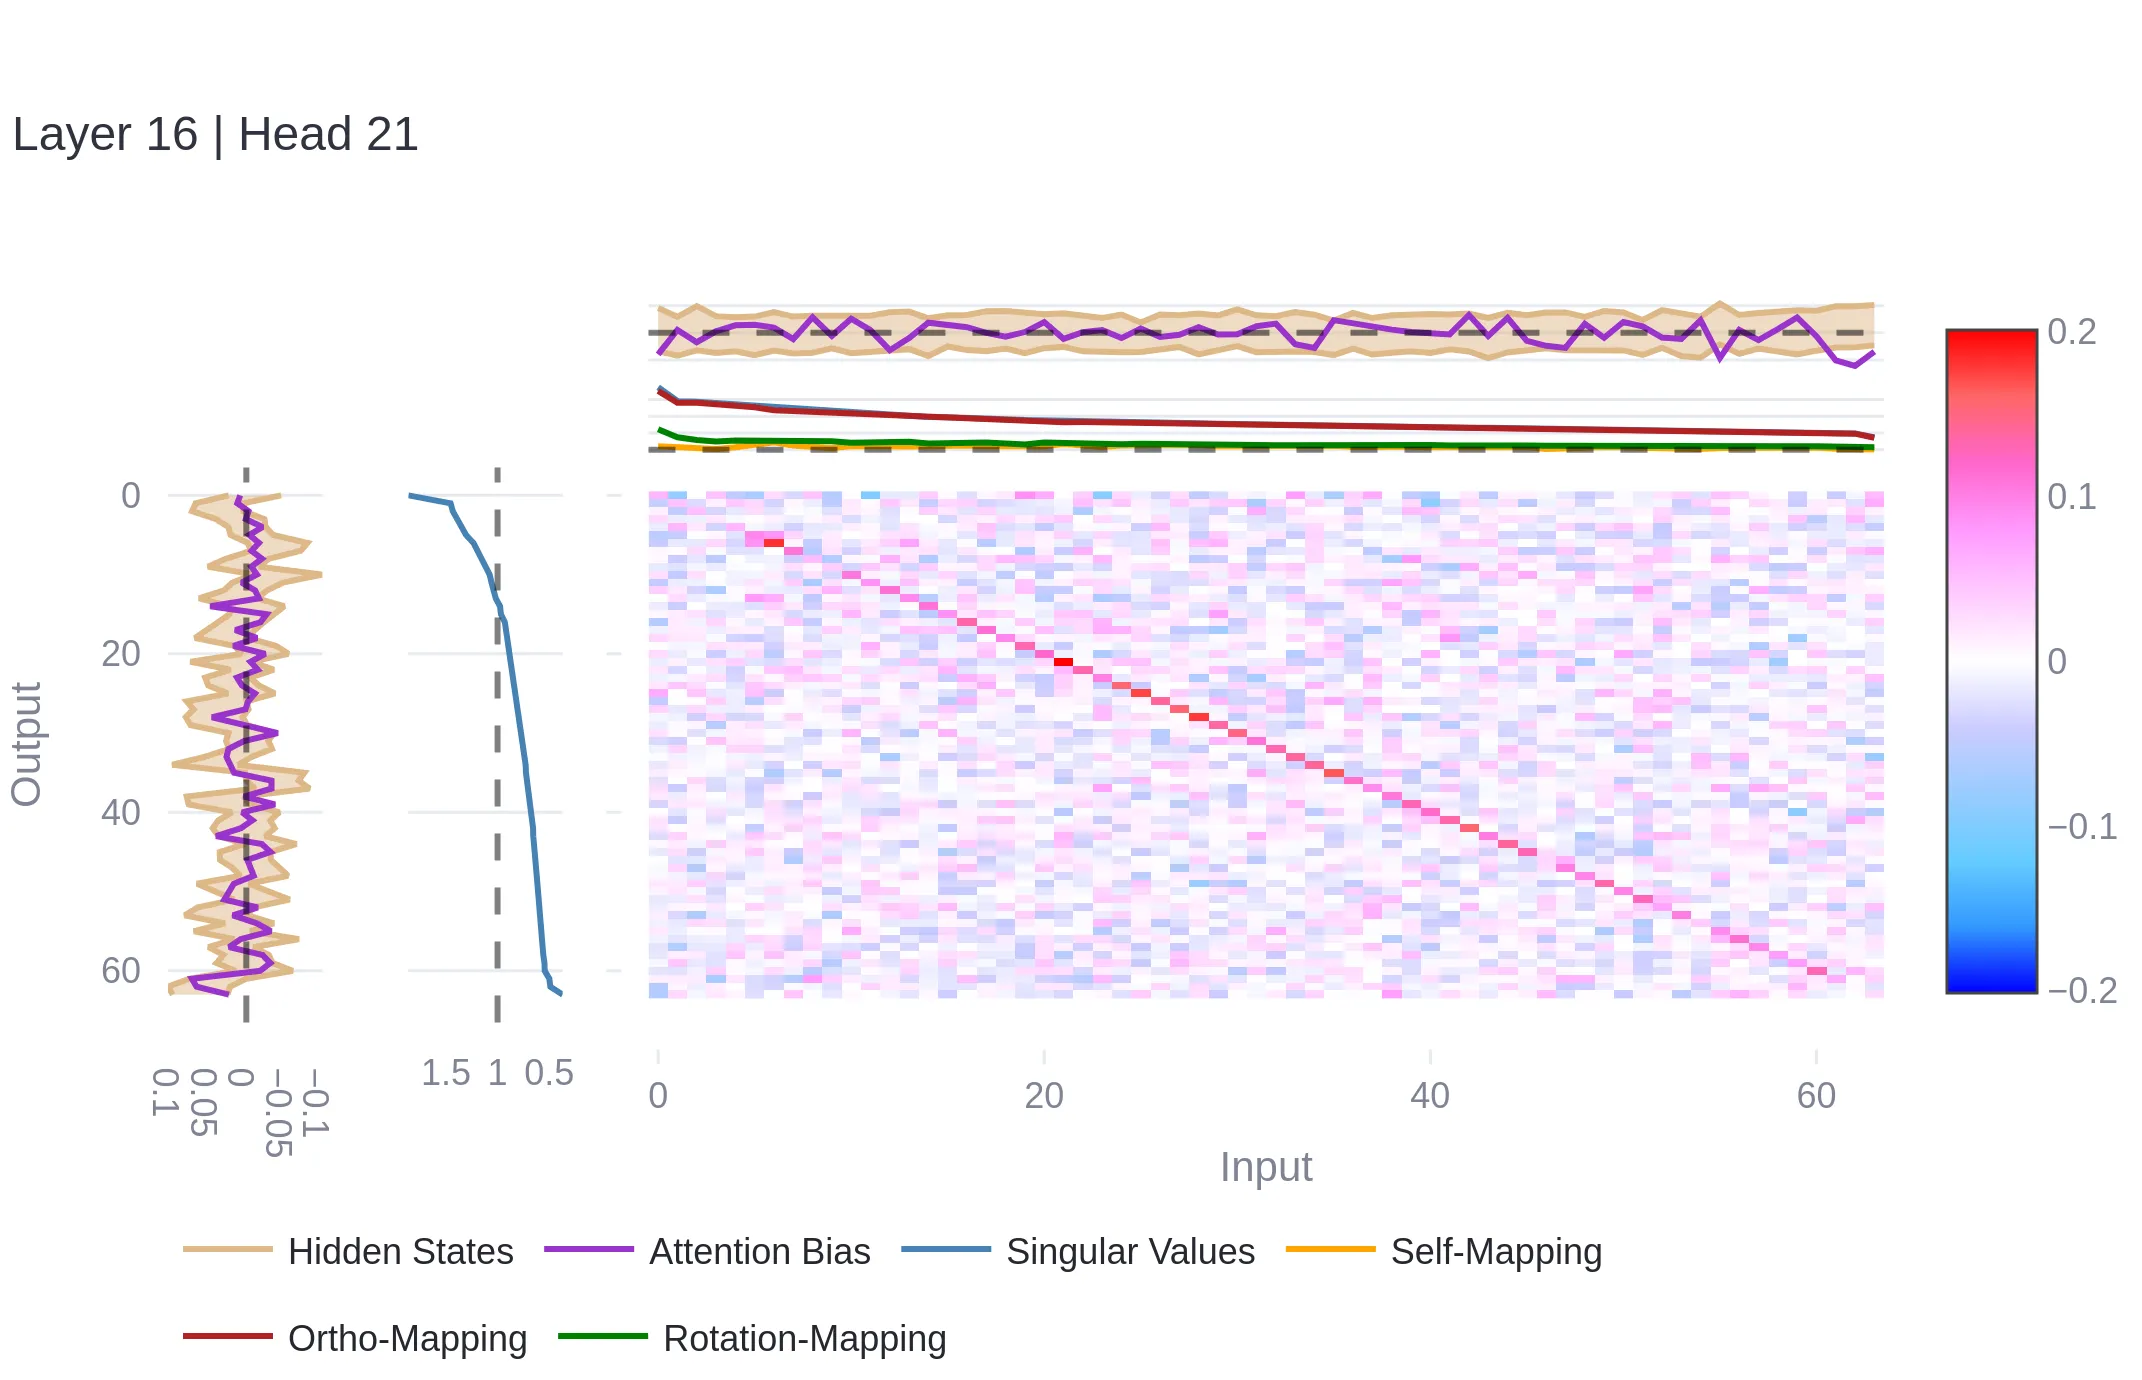 Layer 16 | Head 21
0
20
40
60
Output
0.1
0.05
0
−0.05
−0.1
1.5
1
0.5
0
20
40
60
Input
0.2
0.1
0
−0.1
−0.2
Hidden States
Attention Bias
Singular Values
Self-Mapping
Ortho-Mapping
Rotation-Mapping